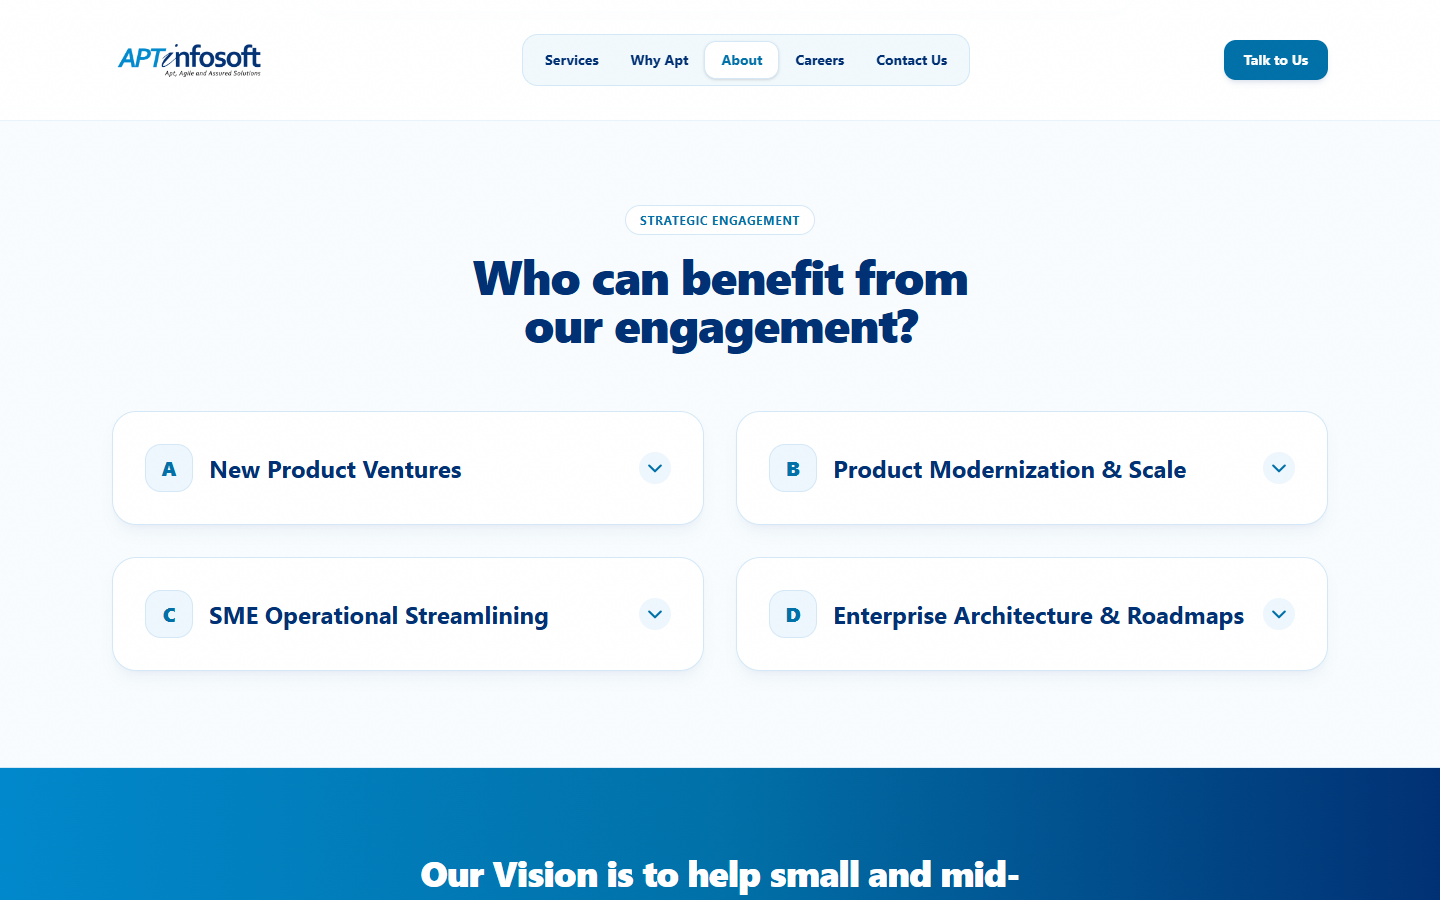 APTinfosoft
Apt, Agile and Assured Solutions
Services
Why Apt
About
Careers
Contact Us
Talk to Us
STRATEGIC ENGAGEMENT
Who can benefit from
our engagement?
A
New Product Ventures
B
Product Modernization & Scale
C
SME Operational Streamlining
D
Enterprise Architecture & Roadmaps
Our Vision is to help small and mid-